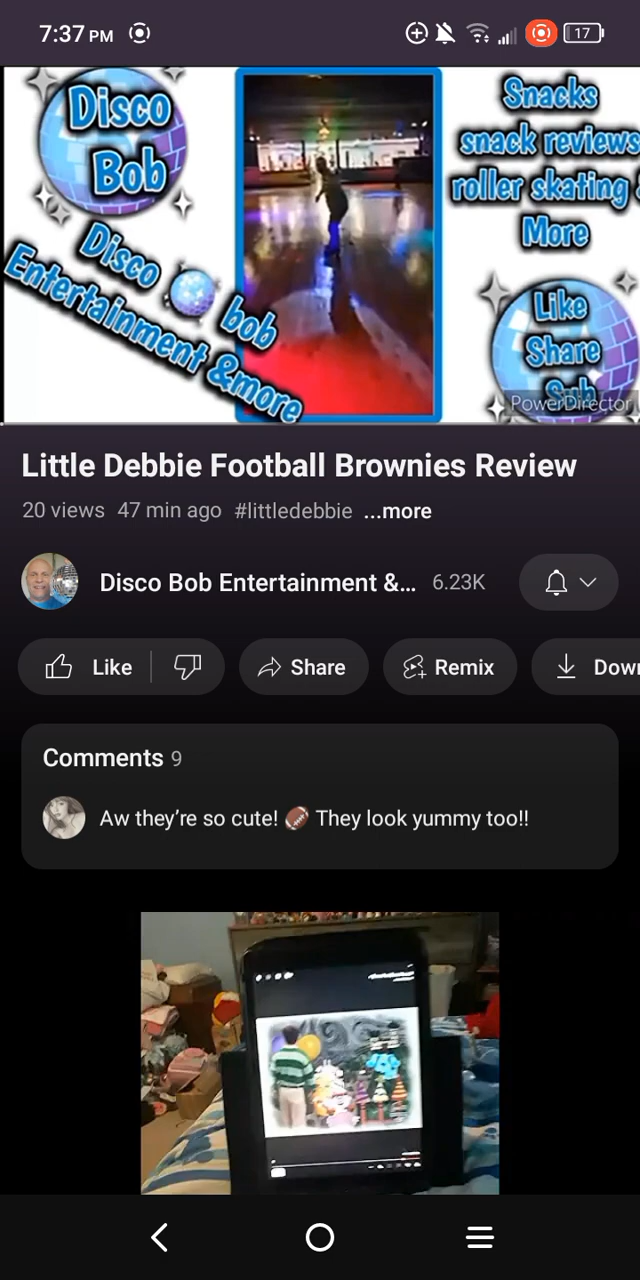 7:37 PM
17
Disco
Bob
Disco bob
Entertainment &more
Snacks
snack reviews
roller skating &
More
Like
Share
Sub
PowerDirector
Little Debbie Football Brownies Review
20 views 47 min ago #littledebbie ...more
Disco Bob Entertainment &... 6.23K
Like
Share
Remix
Down
Comments 9
Aw they're so cute! 🏈 They look yummy too!!